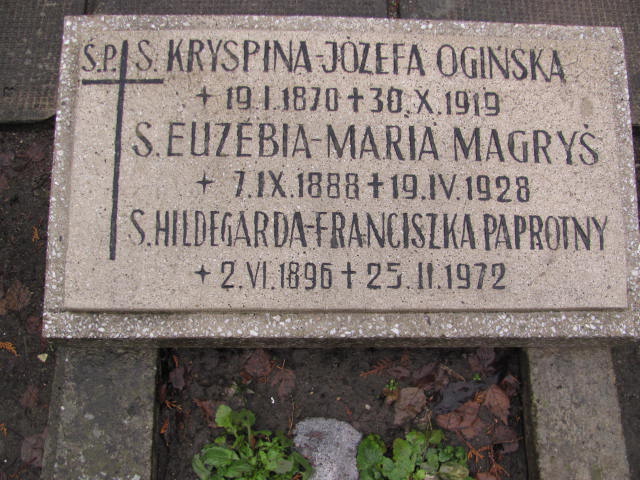 Ś.P. S. KRYSPINA-JÓZEFA OGIŃSKA
+ 19.I.1870 + 30.X.1919
S. EUZEBIA-MARIA MAGRYŚ
+ 7.IX.1888 + 19.IV.1928
S. HILDEGARDA-FRANCISZKA PAPROTNY
+ 2.VI.1896 + 25.II.1972